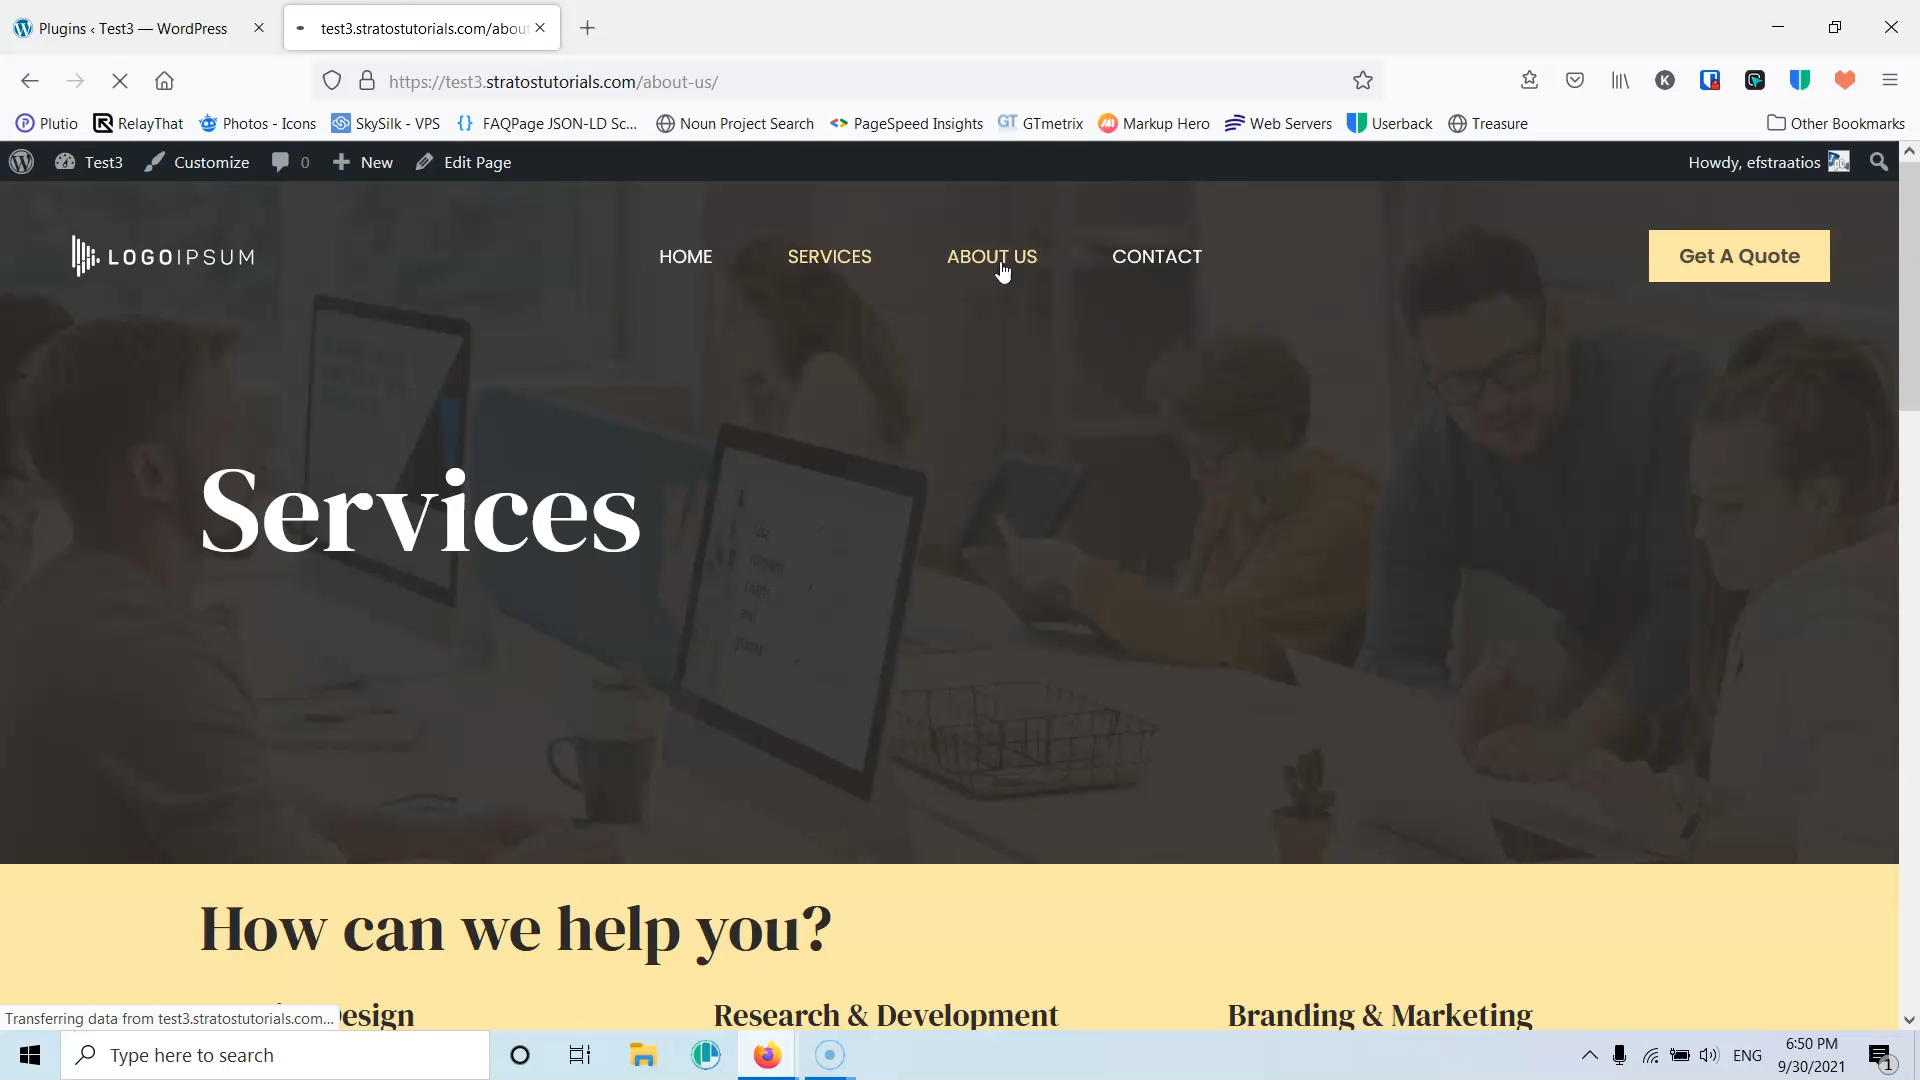 Plugins ‹ Test3 — WordPress
test3.stratostutorials.com/about
https://test3.stratostutorials.com/about-us/
Plutio
RelayThat
Photos - Icons
SkySilk - VPS
FAQPage JSON-LD Sc...
Noun Project Search
PageSpeed Insights
GTmetrix
Markup Hero
Web Servers
Userback
Treasure
Other Bookmarks
Test3
Customize
0
New
Edit Page
Howdy, efstraatios
LOGOIPSUM
HOME
SERVICES
ABOUT US
CONTACT
Get A Quote
Services
How can we help you?
Design
Research & Development
Branding & Marketing
Transferring data from test3.stratostutorials.com...
Type here to search
ENG
6:50 PM
9/30/2021
1